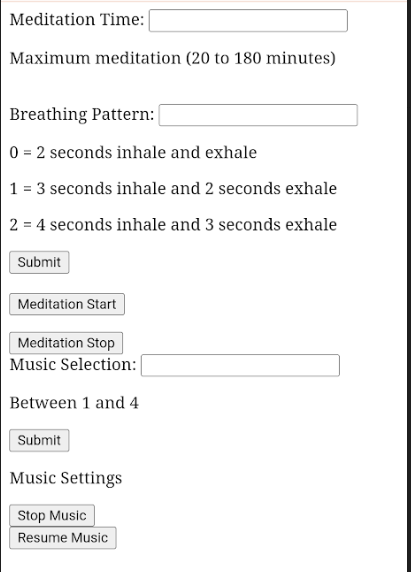 Meditation Time:
Maximum meditation (20 to 180 minutes)
Breathing Pattern:
0 = 2 seconds inhale and exhale
1 = 3 seconds inhale and 2 seconds exhale
2 = 4 seconds inhale and 3 seconds exhale
Submit
Meditation Start
Meditation Stop
Music Selection:
Between 1 and 4
Submit
Music Settings
Stop Music
Resume Music